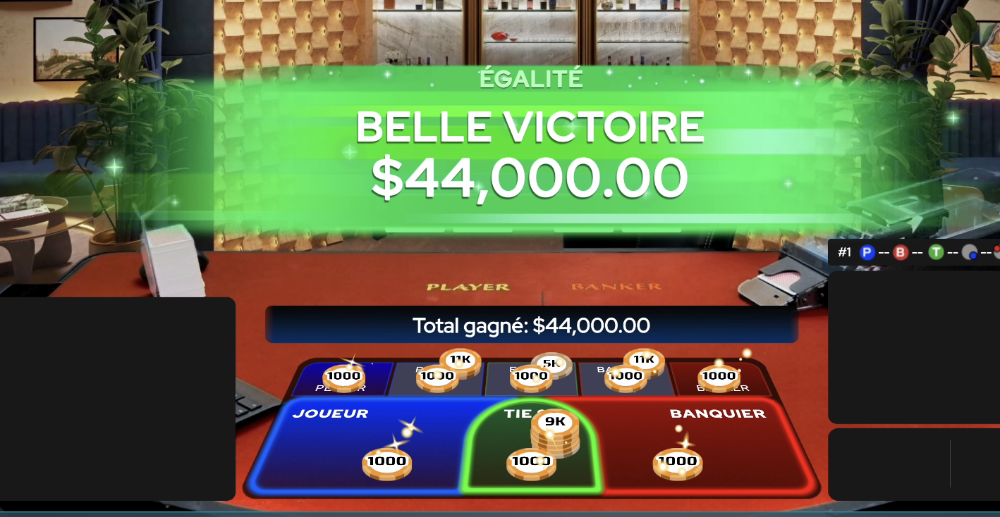 ÉGALITÉ
BELLE VICTOIRE
$44,000.00
#1 P -- B -- T -- --
PLAYER BANKER
Total gagné: $44,000.00
11K 5K 11K
1000 1000 1000 1000 1000
JOUEUR TIE BANQUIER
9K
1000 1000 1000